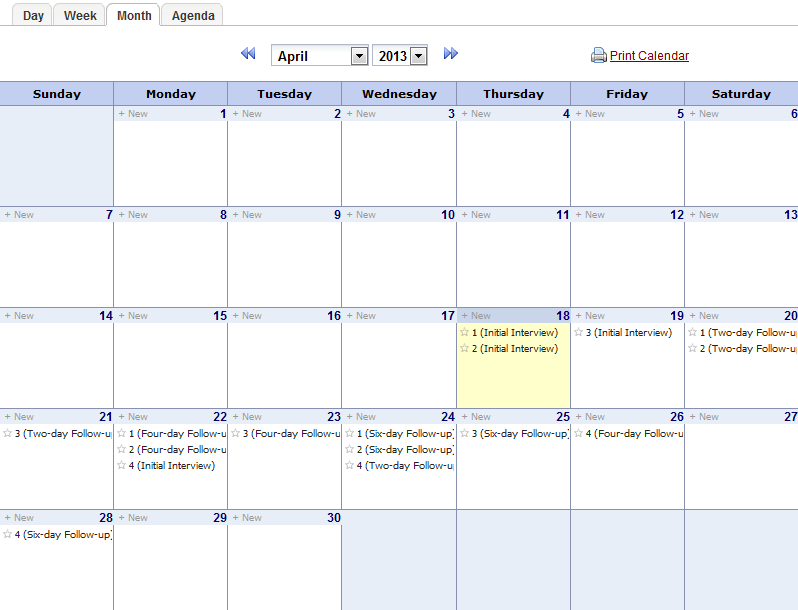 Day Week Month Agenda
April 2013 Print Calendar
Sunday Monday Tuesday Wednesday Thursday Friday Saturday
+ New 1 + New 2 + New 3 + New 4 + New 5 + New 6
+ New 7 + New 8 + New 9 + New 10 + New 11 + New 12 + New 13
+ New 14 + New 15 + New 16 + New 17 + New 18 + New 19 + New 20
1 (Initial Interview) 3 (Initial Interview) 1 (Two-day Follow-up
2 (Initial Interview) 2 (Two-day Follow-up
+ New 21 + New 22 + New 23 + New 24 + New 25 + New 26 + New 27
3 (Two-day Follow-u 1 (Four-day Follow-u 3 (Four-day Follow-u 1 (Six-day Follow-up) 3 (Six-day Follow-up) 4 (Four-day Follow-u
2 (Four-day Follow-u 2 (Six-day Follow-up)
4 (Initial Interview) 4 (Two-day Follow-u
+ New 28 + New 29 + New 30
4 (Six-day Follow-up)